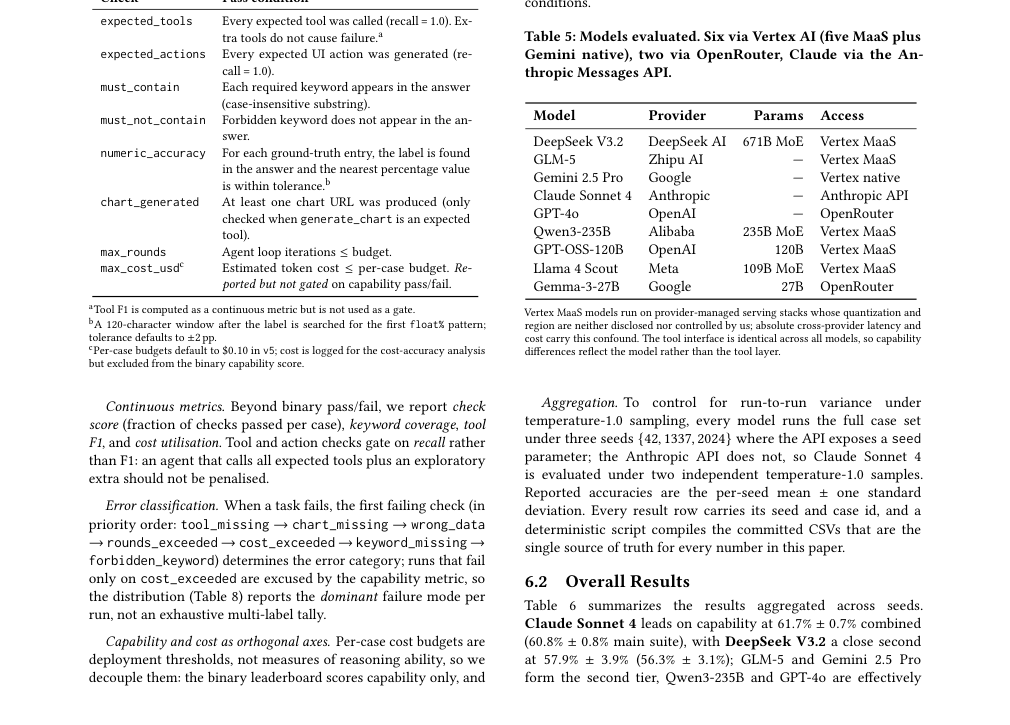 expected_tools Every expected tool was called (recall = 1.0). Ex-
tra tools do not cause failure.a
expected_actions Every expected UI action was generated (re-
call = 1.0).
must_contain Each required keyword appears in the answer
(case-insensitive substring).
must_not_contain Forbidden keyword does not appear in the an-
swer.
numeric_accuracy For each ground-truth entry, the label is found
in the answer and the nearest percentage value
is within tolerance.b
chart_generated At least one chart URL was produced (only
checked when generate_chart is an expected
tool).
max_rounds Agent loop iterations ≤ budget.
max_cost_usdc Estimated token cost ≤ per-case budget. Re-
ported but not gated on capability pass/fail.
aTool F1 is computed as a continuous metric but is not used as a gate.
bA 120-character window after the label is searched for the first float% pattern;
tolerance defaults to ±2 pp.
cPer-case budgets default to $0.10 in v5; cost is logged for the cost-accuracy analysis
but excluded from the binary capability score.
Continuous metrics. Beyond binary pass/fail, we report check
score (fraction of checks passed per case), keyword coverage, tool
F1, and cost utilisation. Tool and action checks gate on recall rather
than F1: an agent that calls all expected tools plus an exploratory
extra should not be penalised.
Error classification. When a task fails, the first failing check (in
priority order: tool_missing → chart_missing → wrong_data
→ rounds_exceeded → cost_exceeded → keyword_missing →
forbidden_keyword) determines the error category; runs that fail
only on cost_exceeded are excused by the capability metric, so
the distribution (Table 8) reports the dominant failure mode per
run, not an exhaustive multi-label tally.
Capability and cost as orthogonal axes. Per-case cost budgets are
deployment thresholds, not measures of reasoning ability, so we
decouple them: the binary leaderboard scores capability only, and
conditions.
Table 5: Models evaluated. Six via Vertex AI (five MaaS plus
Gemini native), two via OpenRouter, Claude via the An-
thropic Messages API.
Model Provider Params Access
DeepSeek V3.2 DeepSeek AI 671B MoE Vertex MaaS
GLM-5 Zhipu AI — Vertex MaaS
Gemini 2.5 Pro Google — Vertex native
Claude Sonnet 4 Anthropic — Anthropic API
GPT-4o OpenAI — OpenRouter
Qwen3-235B Alibaba 235B MoE Vertex MaaS
GPT-OSS-120B OpenAI 120B Vertex MaaS
Llama 4 Scout Meta 109B MoE Vertex MaaS
Gemma-3-27B Google 27B OpenRouter
Vertex MaaS models run on provider-managed serving stacks whose quantization and
region are neither disclosed nor controlled by us; absolute cross-provider latency and
cost carry this confound. The tool interface is identical across all models, so capability
differences reflect the model rather than the tool layer.
Aggregation. To control for run-to-run variance under
temperature-1.0 sampling, every model runs the full case set
under three seeds {42, 1337, 2024} where the API exposes a seed
parameter; the Anthropic API does not, so Claude Sonnet 4
is evaluated under two independent temperature-1.0 samples.
Reported accuracies are the per-seed mean ± one standard
deviation. Every result row carries its seed and case id, and a
deterministic script compiles the committed CSVs that are the
single source of truth for every number in this paper.
6.2 Overall Results
Table 6 summarizes the results aggregated across seeds.
Claude Sonnet 4 leads on capability at 61.7% ± 0.7% combined
(60.8% ± 0.8% main suite), with DeepSeek V3.2 a close second
at 57.9% ± 3.9% (56.3% ± 3.1%); GLM-5 and Gemini 2.5 Pro
form the second tier, Qwen3-235B and GPT-4o are effectively